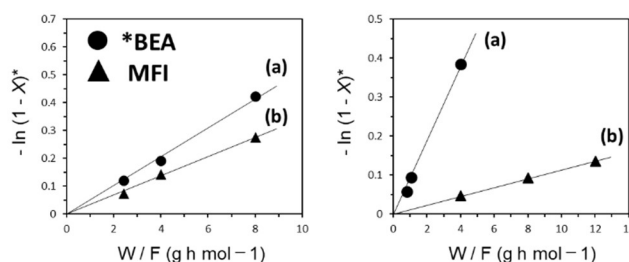 0.7
0.6
0.5
0.4
0.3
0.2
0.1
0
0 2 4 6 8 10
- ln (1 - X)*
W / F (g h mol – 1)
*BEA
MFI
(a)
(b)
0.5
0.4
0.3
0.2
0.1
0
0 2 4 6 8 10 12
- ln (1 - X)*
W / F (g h mol – 1)
(a)
(b)